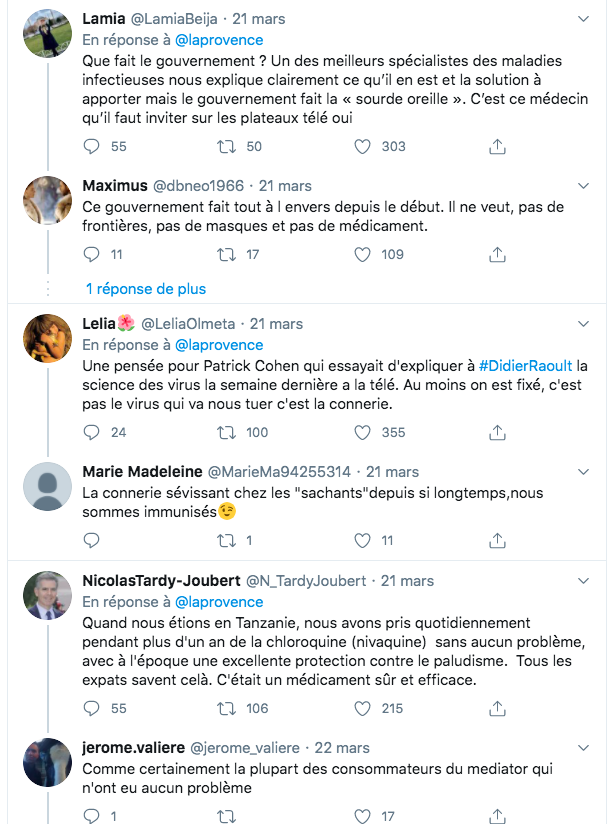 Lamia @LamiaBeija · 21 mars
En réponse à @laprovence
Que fait le gouvernement ? Un des meilleurs spécialistes des maladies
infectieuses nous explique clairement ce qu'il en est et la solution à
apporter mais le gouvernement fait la « sourde oreille ». C'est ce médecin
qu'il faut inviter sur les plateaux télé oui
55 50 303
Maximus @dbneo1966 · 21 mars
Ce gouvernement fait tout à l envers depuis le début. Il ne veut, pas de
frontières, pas de masques et pas de médicament.
11 17 109
1 réponse de plus
Lelia🌺 @LeliaOlmeta · 21 mars
En réponse à @laprovence
Une pensée pour Patrick Cohen qui essayait d'expliquer à #DidierRaoult la
science des virus la semaine dernière a la télé. Au moins on est fixé, c'est
pas le virus qui va nous tuer c'est la connerie.
24 100 355
Marie Madeleine @MarieMa94255314 · 21 mars
La connerie sévissant chez les "sachants"depuis si longtemps,nous
sommes immunisés😉
1 11
NicolasTardy-Joubert @N_TardyJoubert · 21 mars
En réponse à @laprovence
Quand nous étions en Tanzanie, nous avons pris quotidiennement
pendant plus d'un an de la chloroquine (nivaquine)  sans aucun problème,
avec à l'époque une excellente protection contre le paludisme.  Tous les
expats savent celà. C'était un médicament sûr et efficace.
55 106 215
jerome.valiere @jerome_valiere · 22 mars
Comme certainement la plupart des consommateurs du mediator qui
n'ont eu aucun problème
1 17